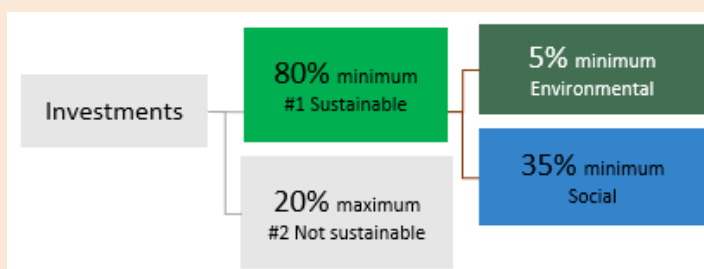 Investments
80% minimum
#1 Sustainable
20% maximum
#2 Not sustainable
5% minimum
Environmental
35% minimum
Social